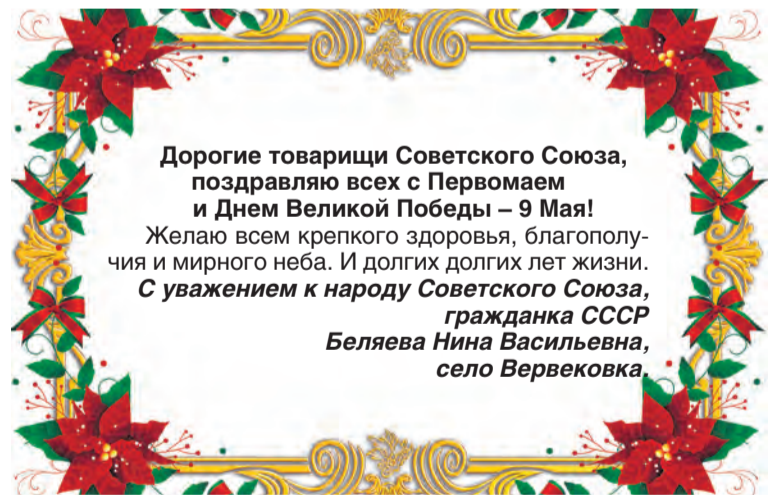 Дорогие товарищи Советского Союза,
поздравляю всех с Первомаем
и Днем Великой Победы – 9 Мая!
Желаю всем крепкого здоровья, благополу-
чия и мирного неба. И долгих долгих лет жизни.
С уважением к народу Советского Союза,
гражданка СССР
Беляева Нина Васильевна,
село Вервековка.